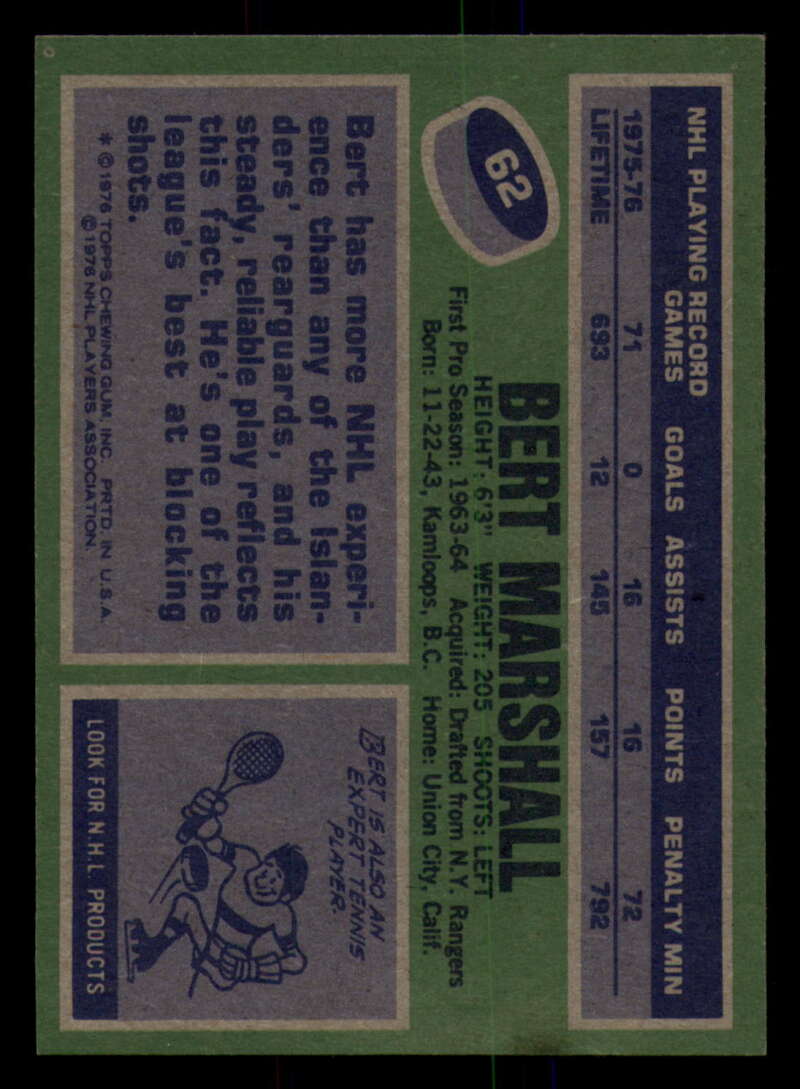 NHL PLAYING RECORD
GAMES GOALS ASSISTS POINTS PENALTY MIN
1975-76 71 0 16 16 72
LIFETIME 693 12 145 157 792
62
BERT MARSHALL
HEIGHT: 6'3" WEIGHT: 205 SHOOTS: LEFT
First Pro Season: 1963-64 Acquired: Drafted from N.Y. Rangers
Born: 11-22-43, Kamloops, B.C. Home: Union City, Calif.
Bert has more NHL experi-
ence than any of the Islan-
ders' rearguards, and his
steady, reliable play reflects
this fact. He's one of the
league's best at blocking
shots.
* ©1976 TOPPS CHEWING GUM, INC. PRTD. IN U.S.A.
©1976 NHL PLAYERS ASSOCIATION.
BERT IS ALSO AN
EXPERT TENNIS
PLAYER.
LOOK FOR N.H.L. PRODUCTS